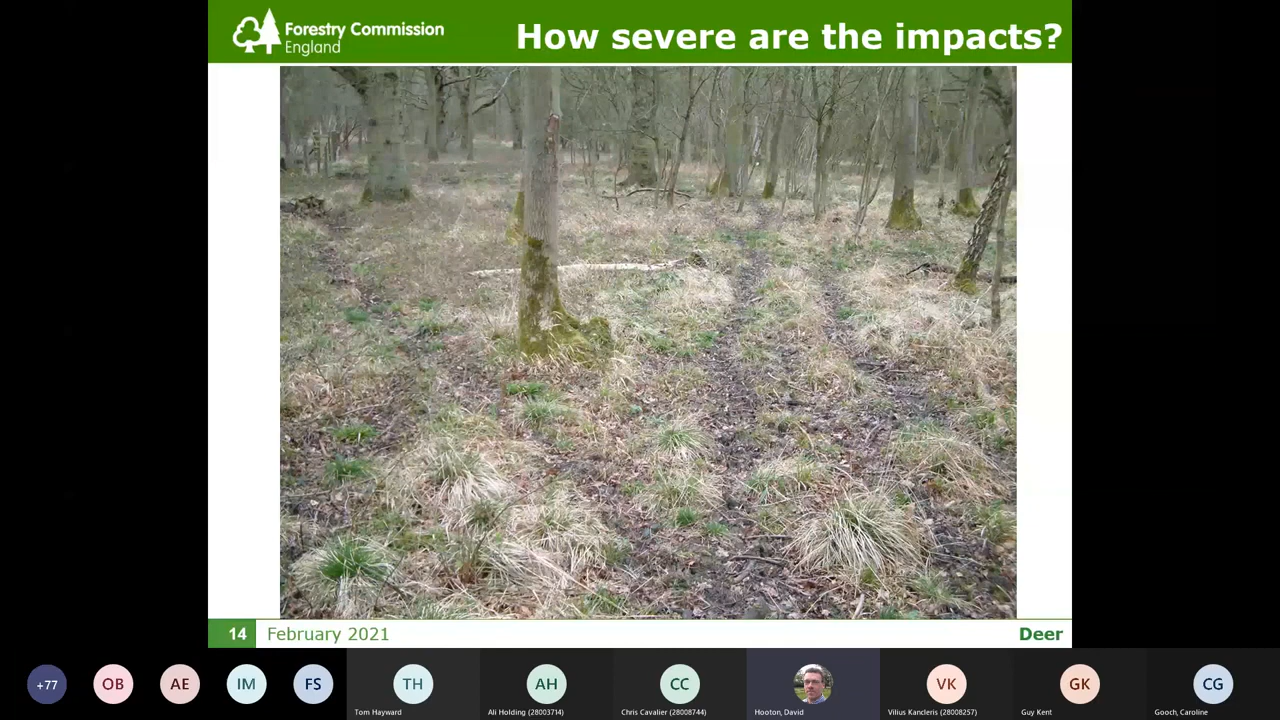 Forestry Commission
England
How severe are the impacts?
14
February 2021
Deer
+77
OB
AE
IM
FS
TH
AH
CC
VK
GK
CG
Tom Hayward
Ali Holding (28003714)
Chris Cavalier (28008744)
Hooton, David
Vilius Kancleris (28008257)
Guy Kent
Gooch, Caroline